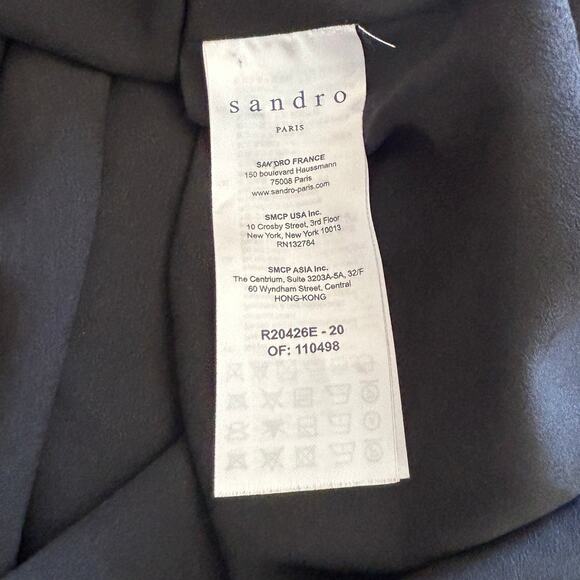 sandro
PARIS
SANDRO FRANCE
150 boulevard Haussmann
75008 Paris
www.sandro-paris.com
SMCP USA Inc.
10 Crosby Street, 3rd Floor
New York, New York 10013
RN132784
SMCP ASIA Inc.
The Centrium, Suite 3203A-5A, 32/F
60 Wyndham Street, Central
HONG-KONG
R20426E - 20
OF: 110498